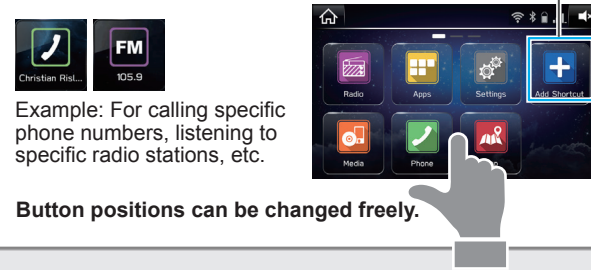 Christian Risl...
FM
105.9
Example: For calling specific
phone numbers, listening to
specific radio stations, etc.
Radio
Apps
Settings
Add Shortcut
Media
Phone
Button positions can be changed freely.